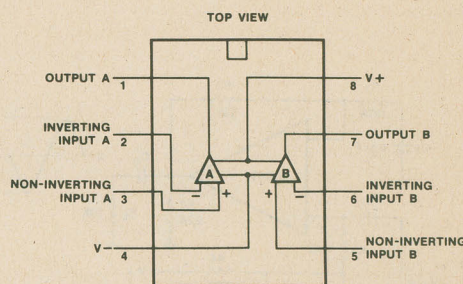 TOP VIEW
OUTPUT A
1
8
V+
INVERTING
INPUT A
2
7
OUTPUT B
A
B
NON-INVERTING
INPUT A
3
−
+
+
−
6
INVERTING
INPUT B
V−
4
5
NON-INVERTING
INPUT B